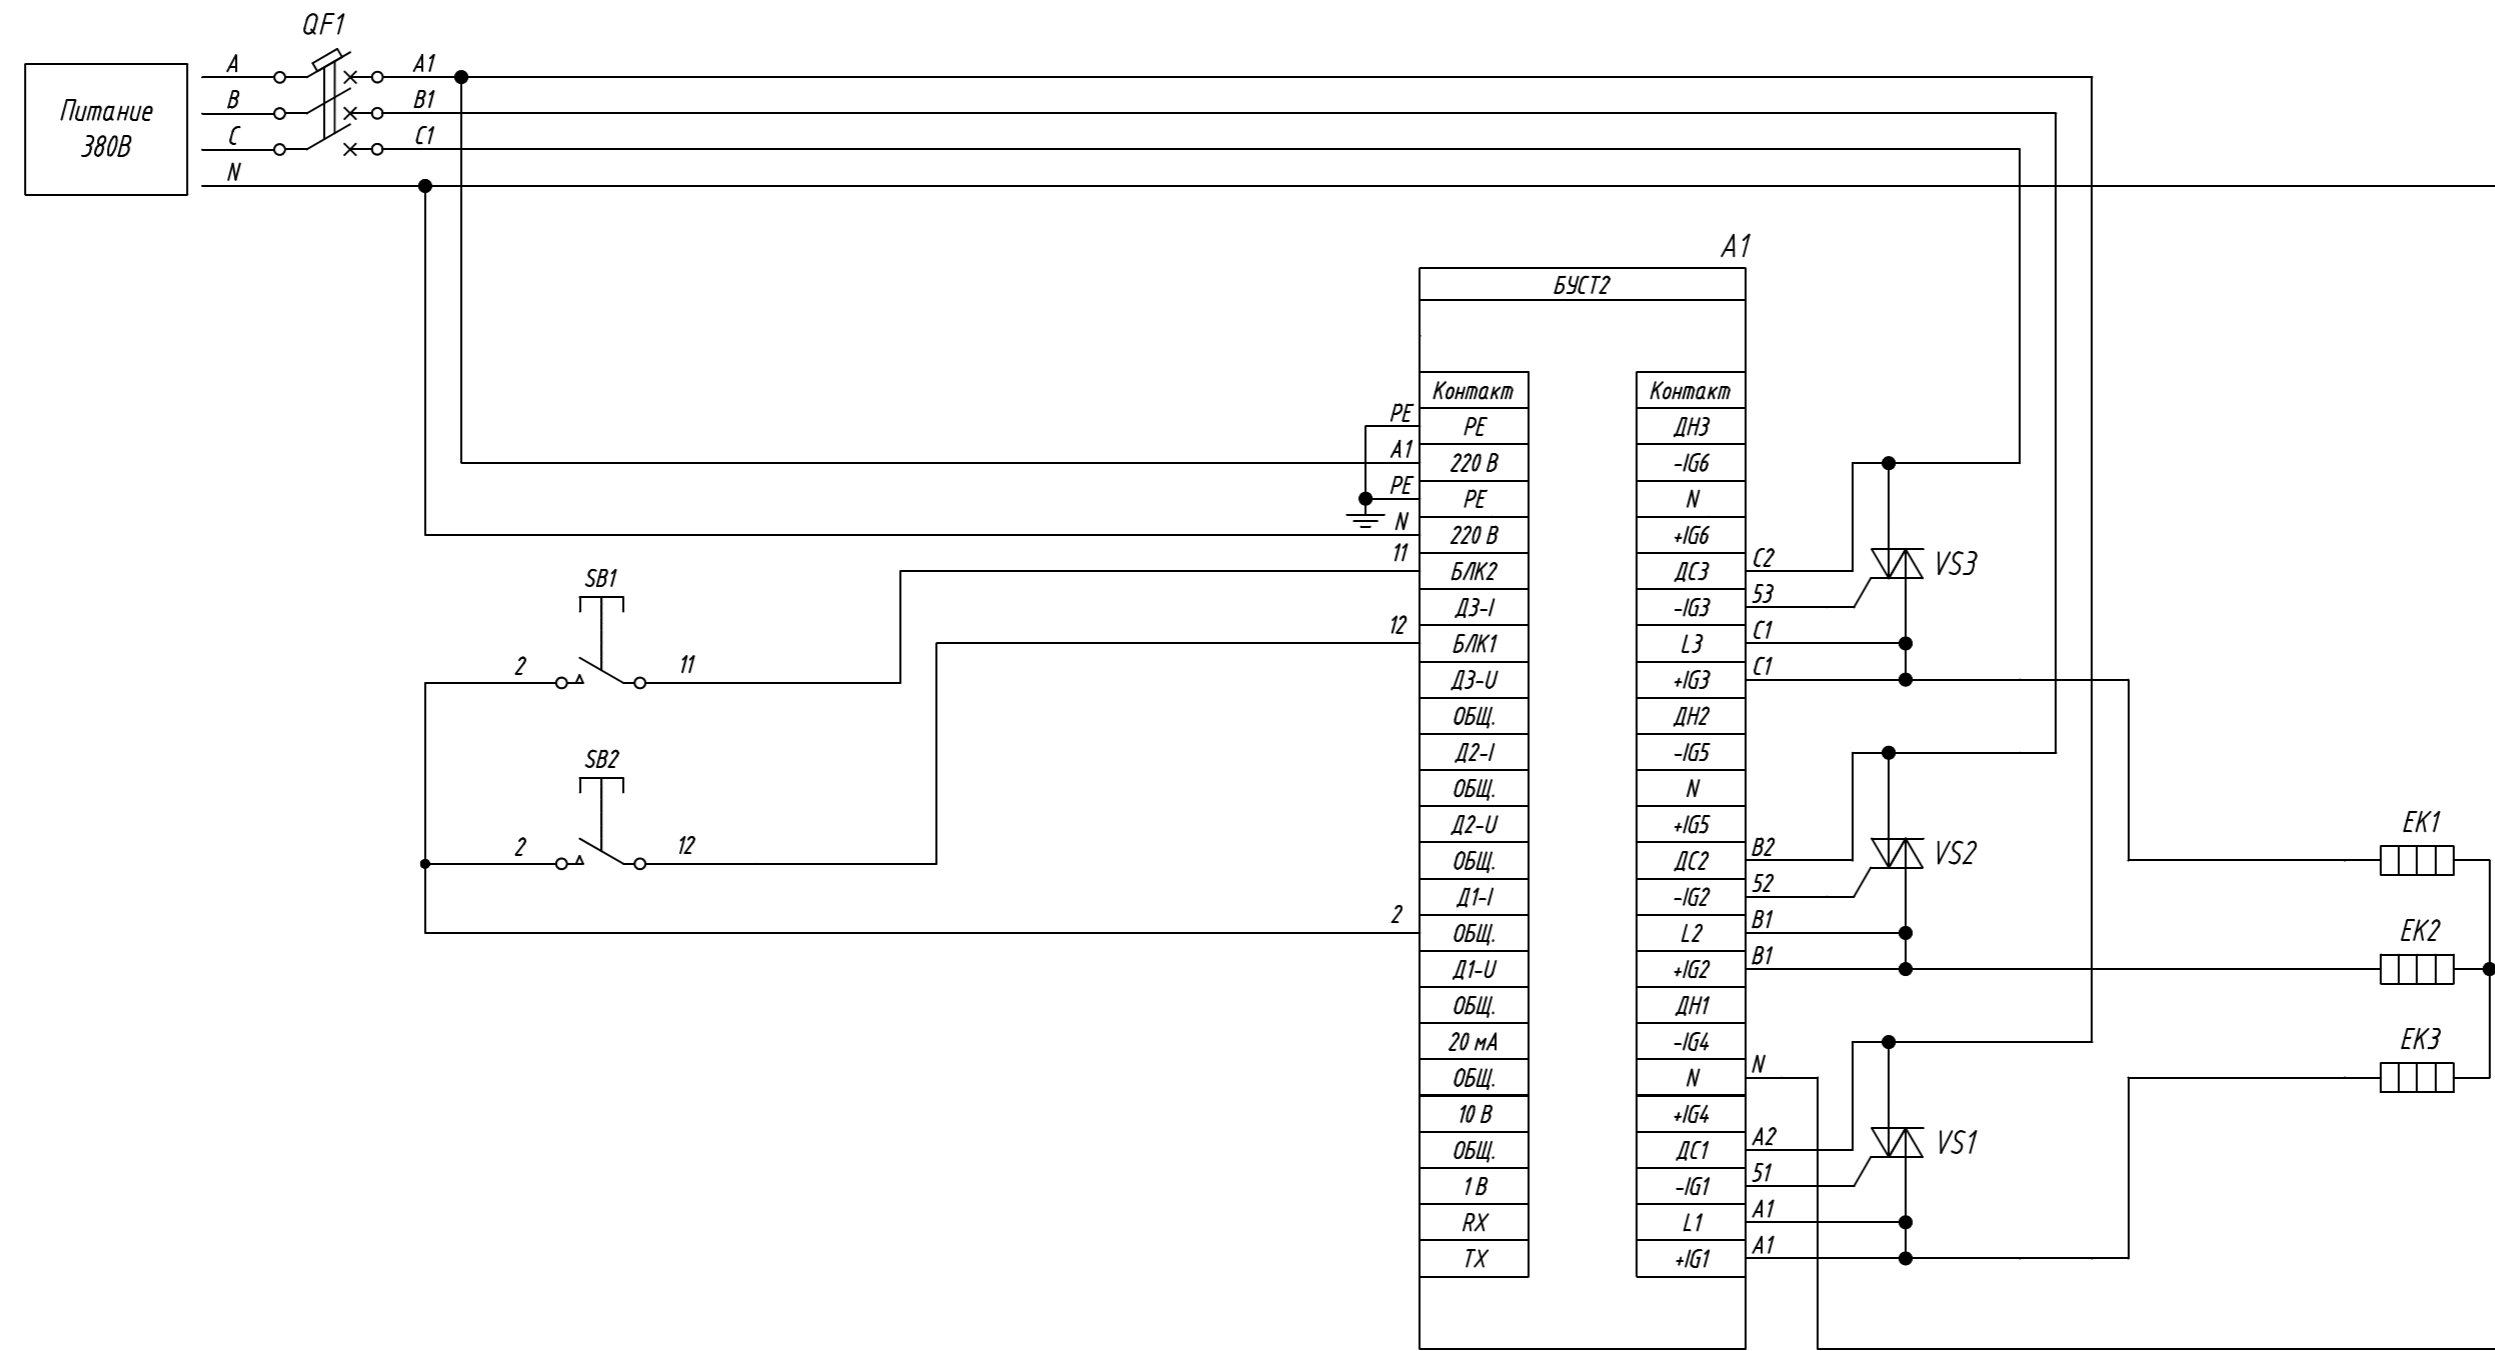 QF1
A
A1
B
B1
C
C1
N
Питание
380В
A1
БУСТ2
Контакт
PE
PE
A1
220 В
PE
PE
N
220 В
11
БЛК2
Д3-I
12
БЛК1
Д3-U
ОБЩ.
Д2-I
ОБЩ.
Д2-U
ОБЩ.
Д1-I
2
ОБЩ.
Д1-U
ОБЩ.
20 мА
ОБЩ.
10 В
ОБЩ.
1 В
RX
TX
Контакт
ДН3
-IG6
N
+IG6
ДС3
C2
-IG3
53
L3
C1
+IG3
C1
ДН2
-IG5
N
+IG5
ДС2
B2
-IG2
52
L2
B1
+IG2
B1
ДН1
-IG4
N
N
+IG4
ДС1
A2
-IG1
51
L1
A1
+IG1
A1
VS3
VS2
VS1
SB1
2
11
SB2
2
12
EK1
EK2
EK3